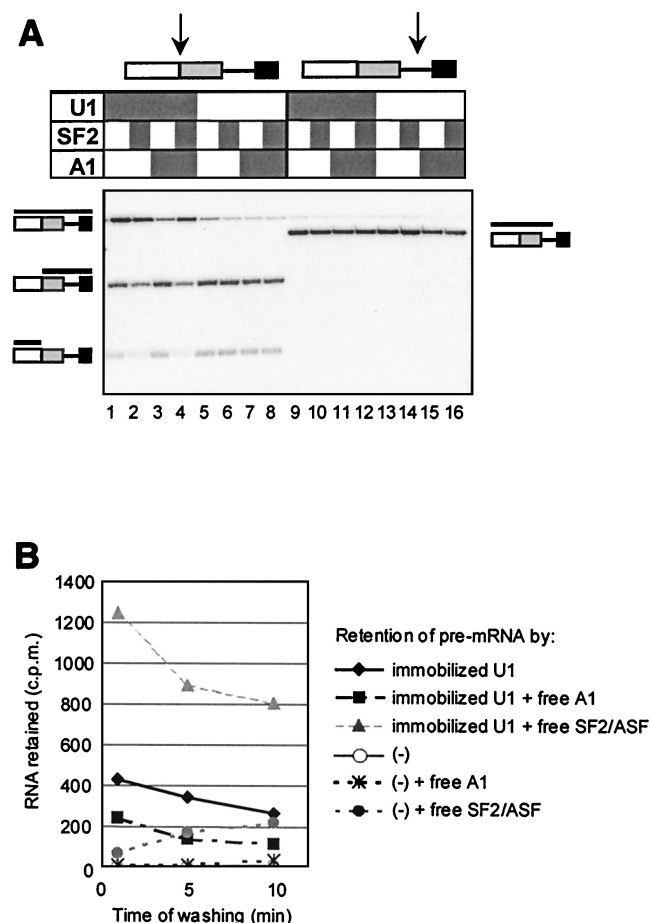 A
U1
SF2
A1
1 2 3 4 5 6 7 8 9 10 11 12 13 14 15 16
B
1400
1200
1000
800
600
400
200
0
0 5 10
RNA retained (c.p.m.)
Time of washing (min)
Retention of pre-mRNA by:
immobilized U1
immobilized U1 + free A1
immobilized U1 + free SF2/ASF
(-)
(-) + free A1
(-) + free SF2/ASF